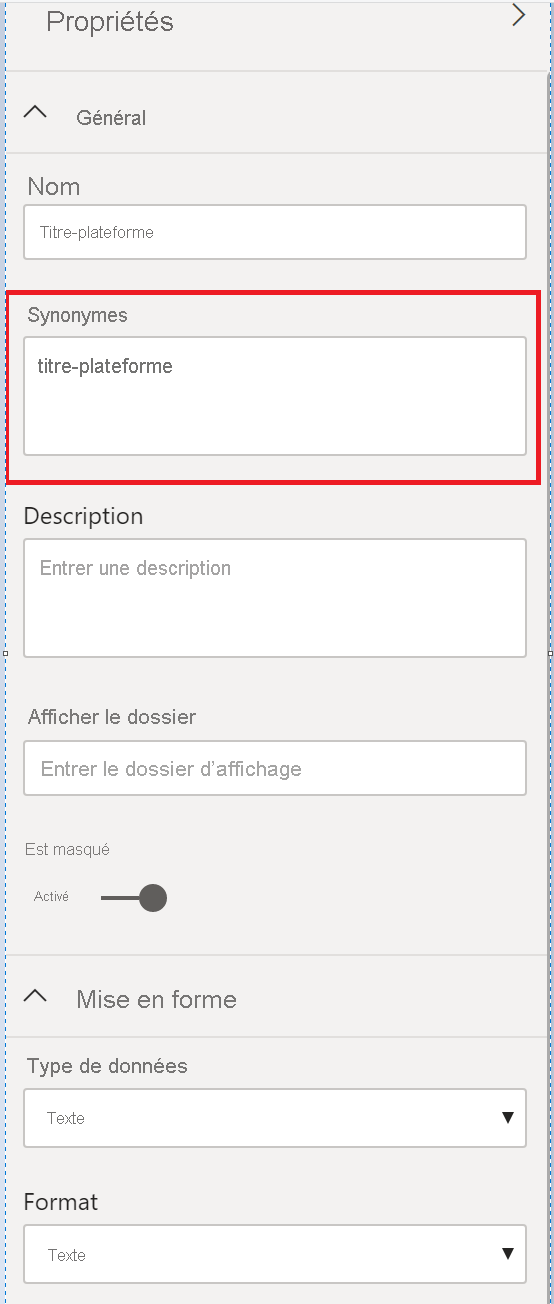 Propriétés
Général
Nom
Titre-plateforme
Synonymes
titre-plateforme
Description
Entrer une description
Afficher le dossier
Entrer le dossier d’affichage
Est masqué
Activé
Mise en forme
Type de données
Texte
Format
Texte